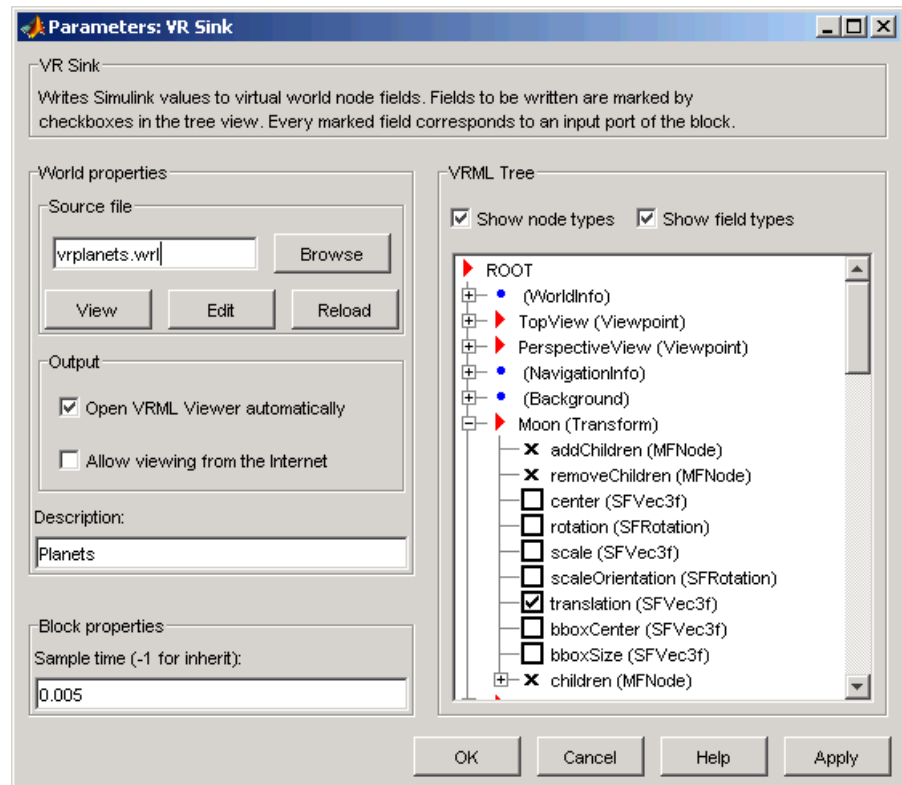 Parameters: VR Sink
VR Sink
Writes Simulink values to virtual world node fields. Fields to be written are marked by
checkboxes in the tree view. Every marked field corresponds to an input port of the block.
World properties
Source file
vrplanets.wrl
Browse
View
Edit
Reload
Output
Open VRML Viewer automatically
Allow viewing from the Internet
Description:
Planets
Block properties
Sample time (-1 for inherit):
0.005
VRML Tree
Show node types
Show field types
ROOT
(WorldInfo)
TopView (Viewpoint)
PerspectiveView (Viewpoint)
(NavigationInfo)
(Background)
Moon (Transform)
addChildren (MFNode)
removeChildren (MFNode)
center (SFVec3f)
rotation (SFRotation)
scale (SFVec3f)
scaleOrientation (SFRotation)
translation (SFVec3f)
bboxCenter (SFVec3f)
bboxSize (SFVec3f)
children (MFNode)
OK
Cancel
Help
Apply